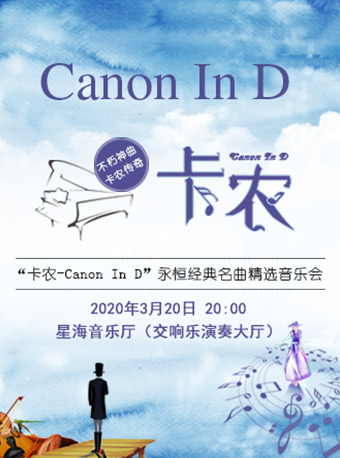 Canon In D
不朽神曲
卡农传奇
Canon In D
卡农
“卡农-Canon In D”永恒经典名曲精选音乐会
2020年3月20日 20:00
星海音乐厅（交响乐演奏大厅）